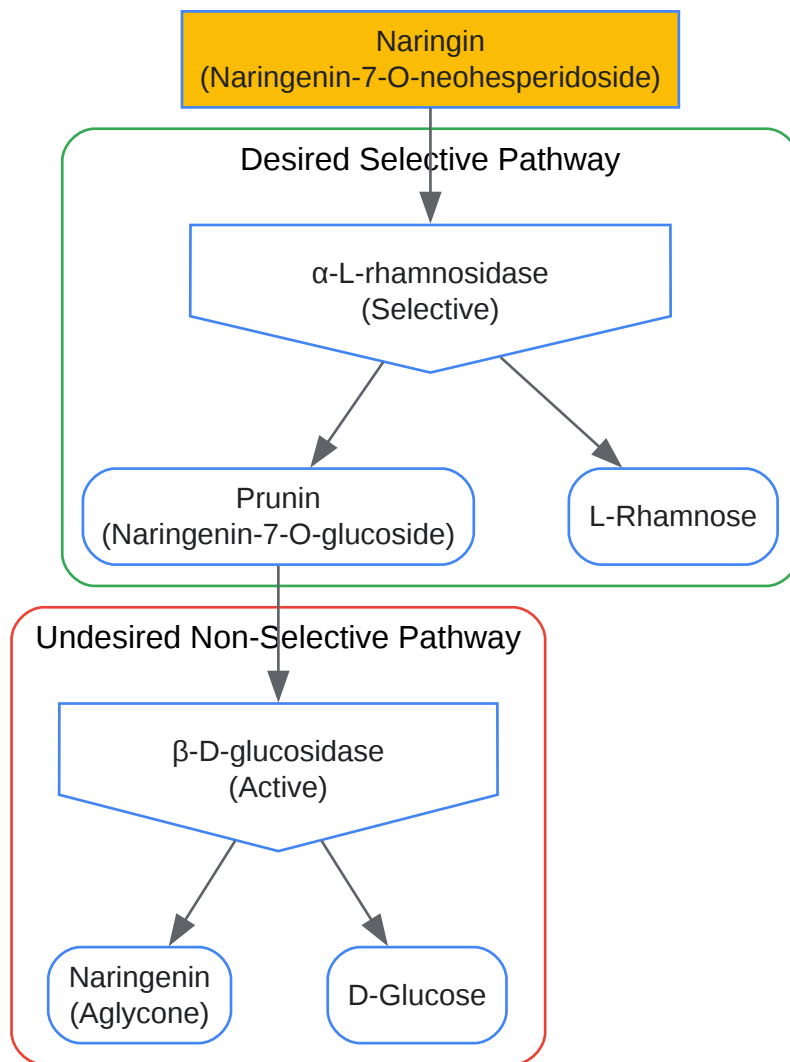 Naringin
(Naringenin-7-O-neohesperidoside)
Desired Selective Pathway
α-L-rhamnosidase
(Selective)
Prunin
(Naringenin-7-O-glucoside)
L-Rhamnose
Undesired Non-Selective Pathway
β-D-glucosidase
(Active)
Naringenin
(Aglycone)
D-Glucose